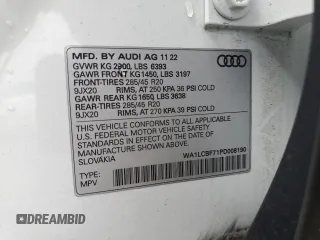 MFD. BY AUDI AG 11 22
GVWR KG 2900, LBS 6393
GAWR FRONT KG 1450, LBS 3197
FRONT-TIRES 285/45 R20
9JX20 RIMS, AT 250 KPA 36 PSI COLD
GAWR REAR KG 1650, LBS 3638
REAR-TIRES 285/45 R20
9JX20 RIMS, AT 270 KPA 39 PSI COLD
THIS VEHICLE CONFORMS TO ALL APPLICABLE
U.S. FEDERAL MOTOR VEHICLE SAFETY STANDARDS
IN EFFECT ON THE DATE OF MANUFACTURE
SHOWN ABOVE.
SLOVAKIA WA1LCBF71PD008190
TYPE:
MPV
DEALERSHIP.COM